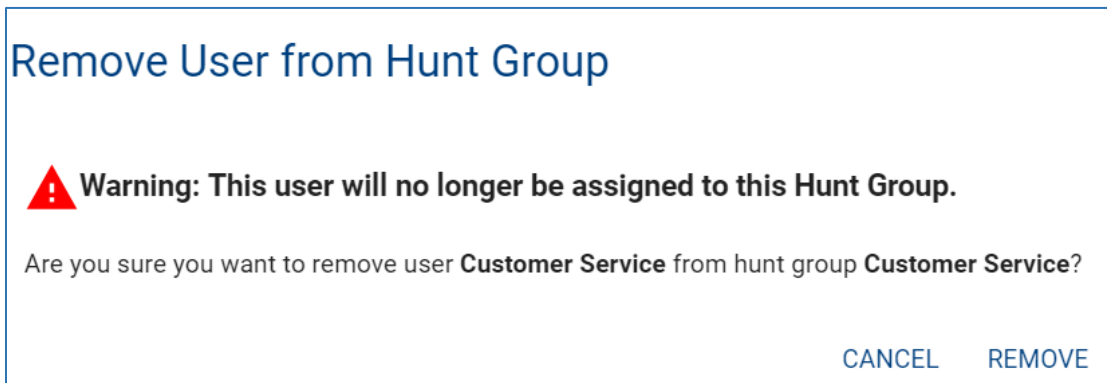 Remove User from Hunt Group
Warning: This user will no longer be assigned to this Hunt Group.
Are you sure you want to remove user Customer Service from hunt group Customer Service?
CANCEL REMOVE